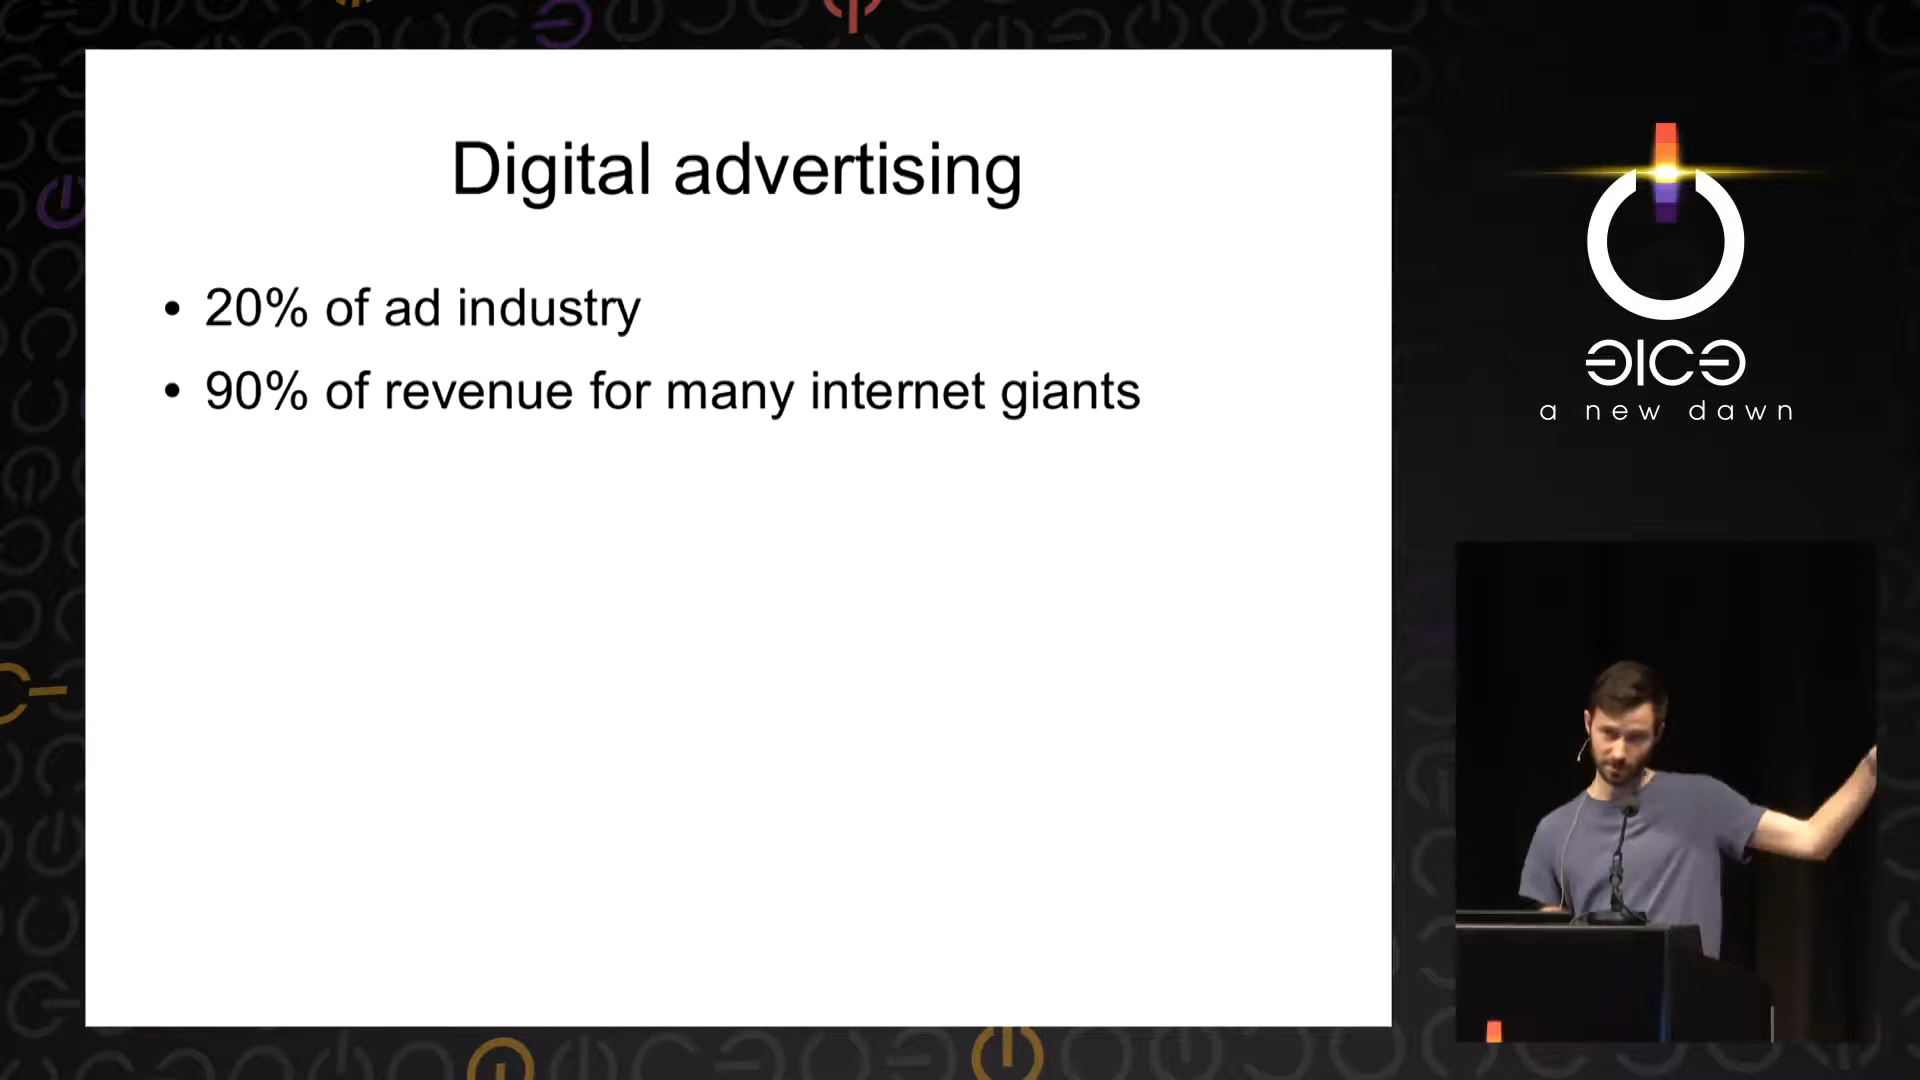 Digital advertising
• 20% of ad industry
• 90% of revenue for many internet giants
a new dawn